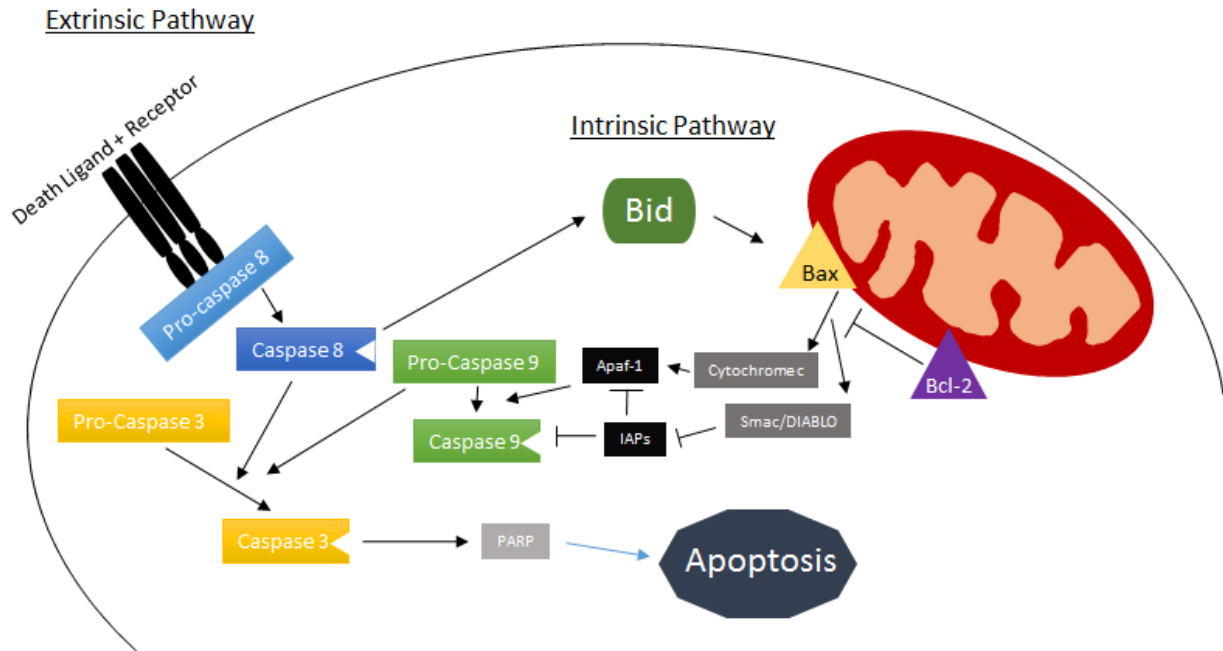 Extrinsic Pathway
Death Ligand + Receptor
Intrinsic Pathway
Bid
Bax
Pro-caspase 8
Caspase 8
Pro-Caspase 9
Apaf-1
Cytochromec
Bcl-2
Pro-Caspase 3
Caspase 9
IAPs
Smac/DIABLO
Caspase 3
PARP
Apoptosis